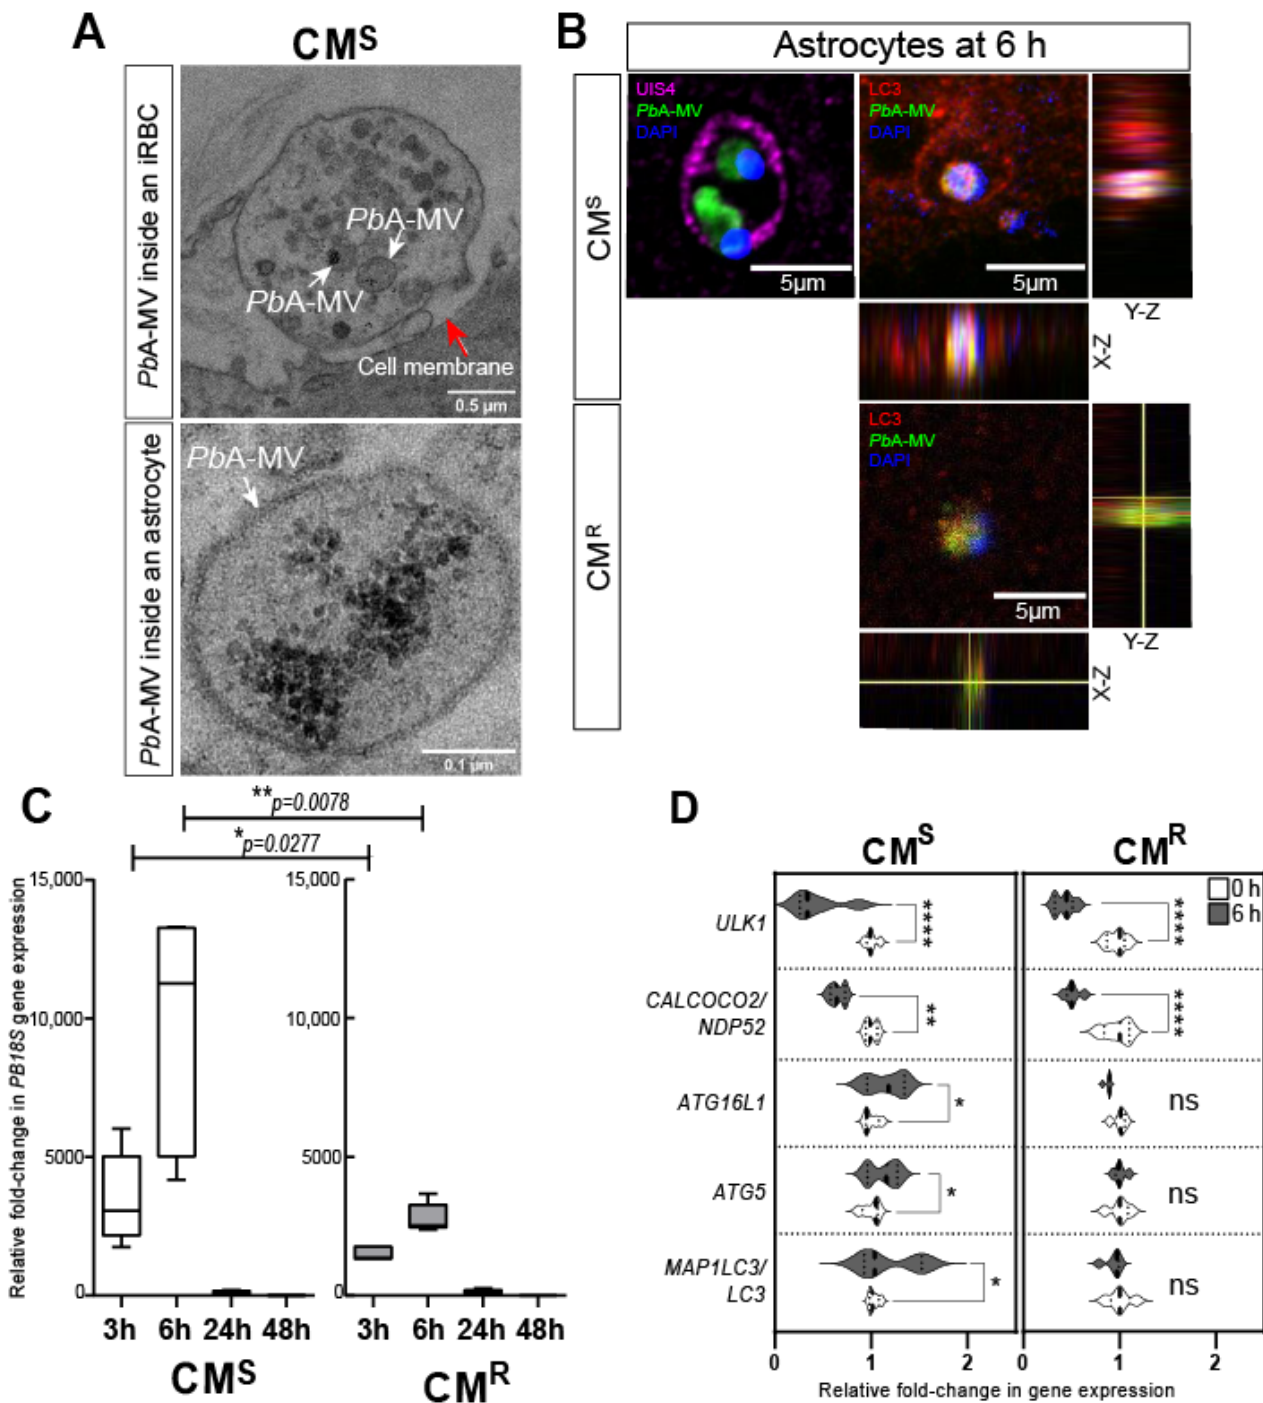 A
CMS
PbA-MV inside an iRBC
PbA-MV
PbA-MV
Cell membrane
0.5 µm
PbA-MV inside an astrocyte
PbA-MV
0.1 µm
B
Astrocytes at 6 h
CMS
UIS4
PbA-MV
DAPI
5µm
LC3
PbA-MV
DAPI
5µm
Y-Z
X-Z
CMR
LC3
PbA-MV
DAPI
5µm
Y-Z
X-Z
C
**p=0.0078
*p=0.0277
Relative fold-change in PB18S gene expression
15,000
10,000
5000
0
3h 6h 24h 48h
CMS
15,000
10,000
5000
0
3h 6h 24h 48h
CMR
D
CMS CMR
0 h
6 h
ULK1
****
****
CALCOCO2/
NDP52
**
****
ATG16L1
*
ns
ATG5
*
ns
MAP1LC3/
LC3
*
ns
0 1 2 0 1 2
Relative fold-change in gene expression